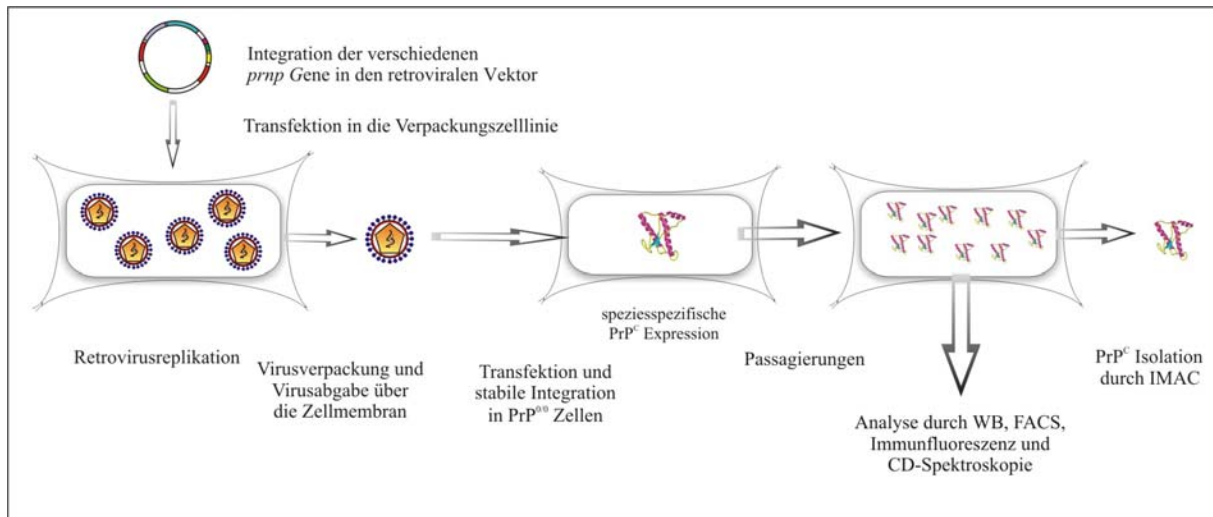 Integration der verschiedenen
prnp Gene in den retroviralen Vektor
Transfektion in die Verpackungszelllinie
Retrovirusreplikation
Virusverpackung und
Virusabgabe über
die Zellmembran
Transfektion und
stabile Integration
in PrP⁰/⁰ Zellen
speziesspezifische
PrPᶜ Expression
Passagierungen
Analyse durch WB, FACS,
Immunfluoreszenz und
CD-Spektroskopie
PrPᶜ Isolation
durch IMAC